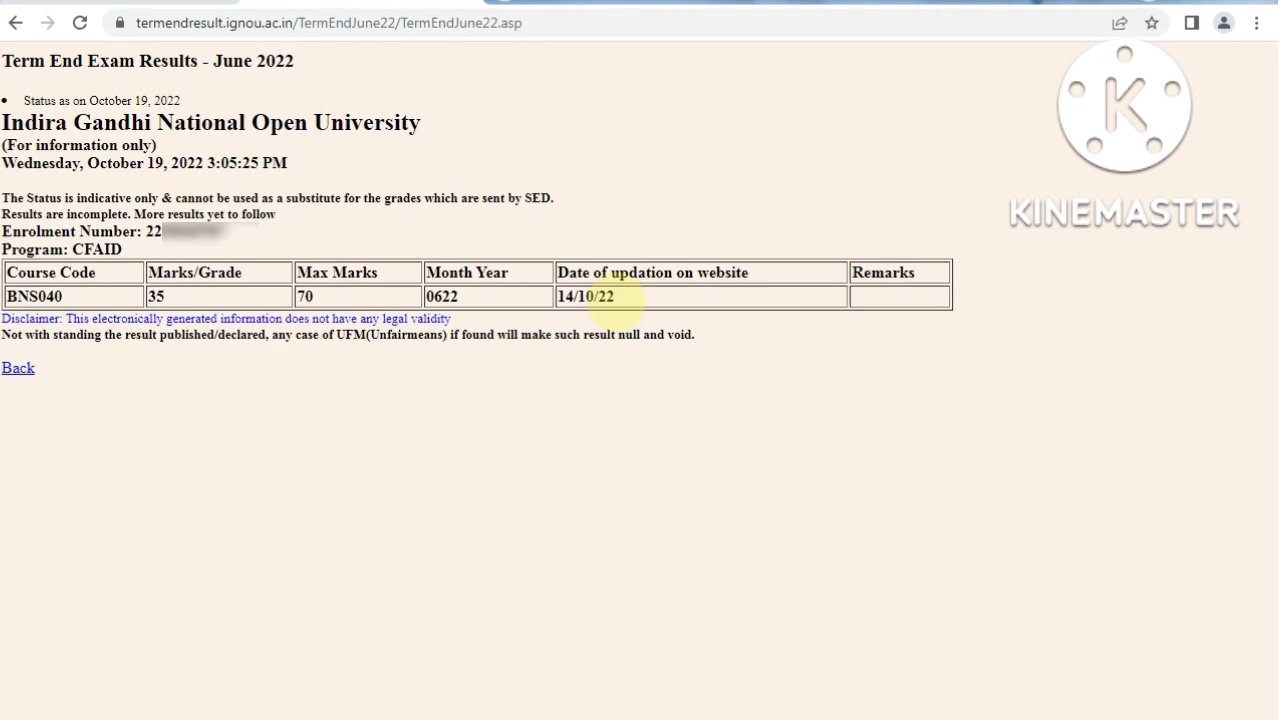 termendresult.ignou.ac.in/TermEndJune22/TermEndJune22.asp
Term End Exam Results - June 2022
Status as on October 19, 2022
Indira Gandhi National Open University
(For information only)
Wednesday, October 19, 2022 3:05:25 PM
The Status is indicative only & cannot be used as a substitute for the grades which are sent by SED.
Results are incomplete. More results yet to follow
Enrolment Number: 22
Program: CFAID
Course Code Marks/Grade Max Marks Month Year Date of updation on website Remarks
BNS040 35 70 0622 14/10/22
Disclaimer: This electronically generated information does not have any legal validity
Not with standing the result published/declared, any case of UFM(Unfairmeans) if found will make such result null and void.
Back
K
KINEMASTER